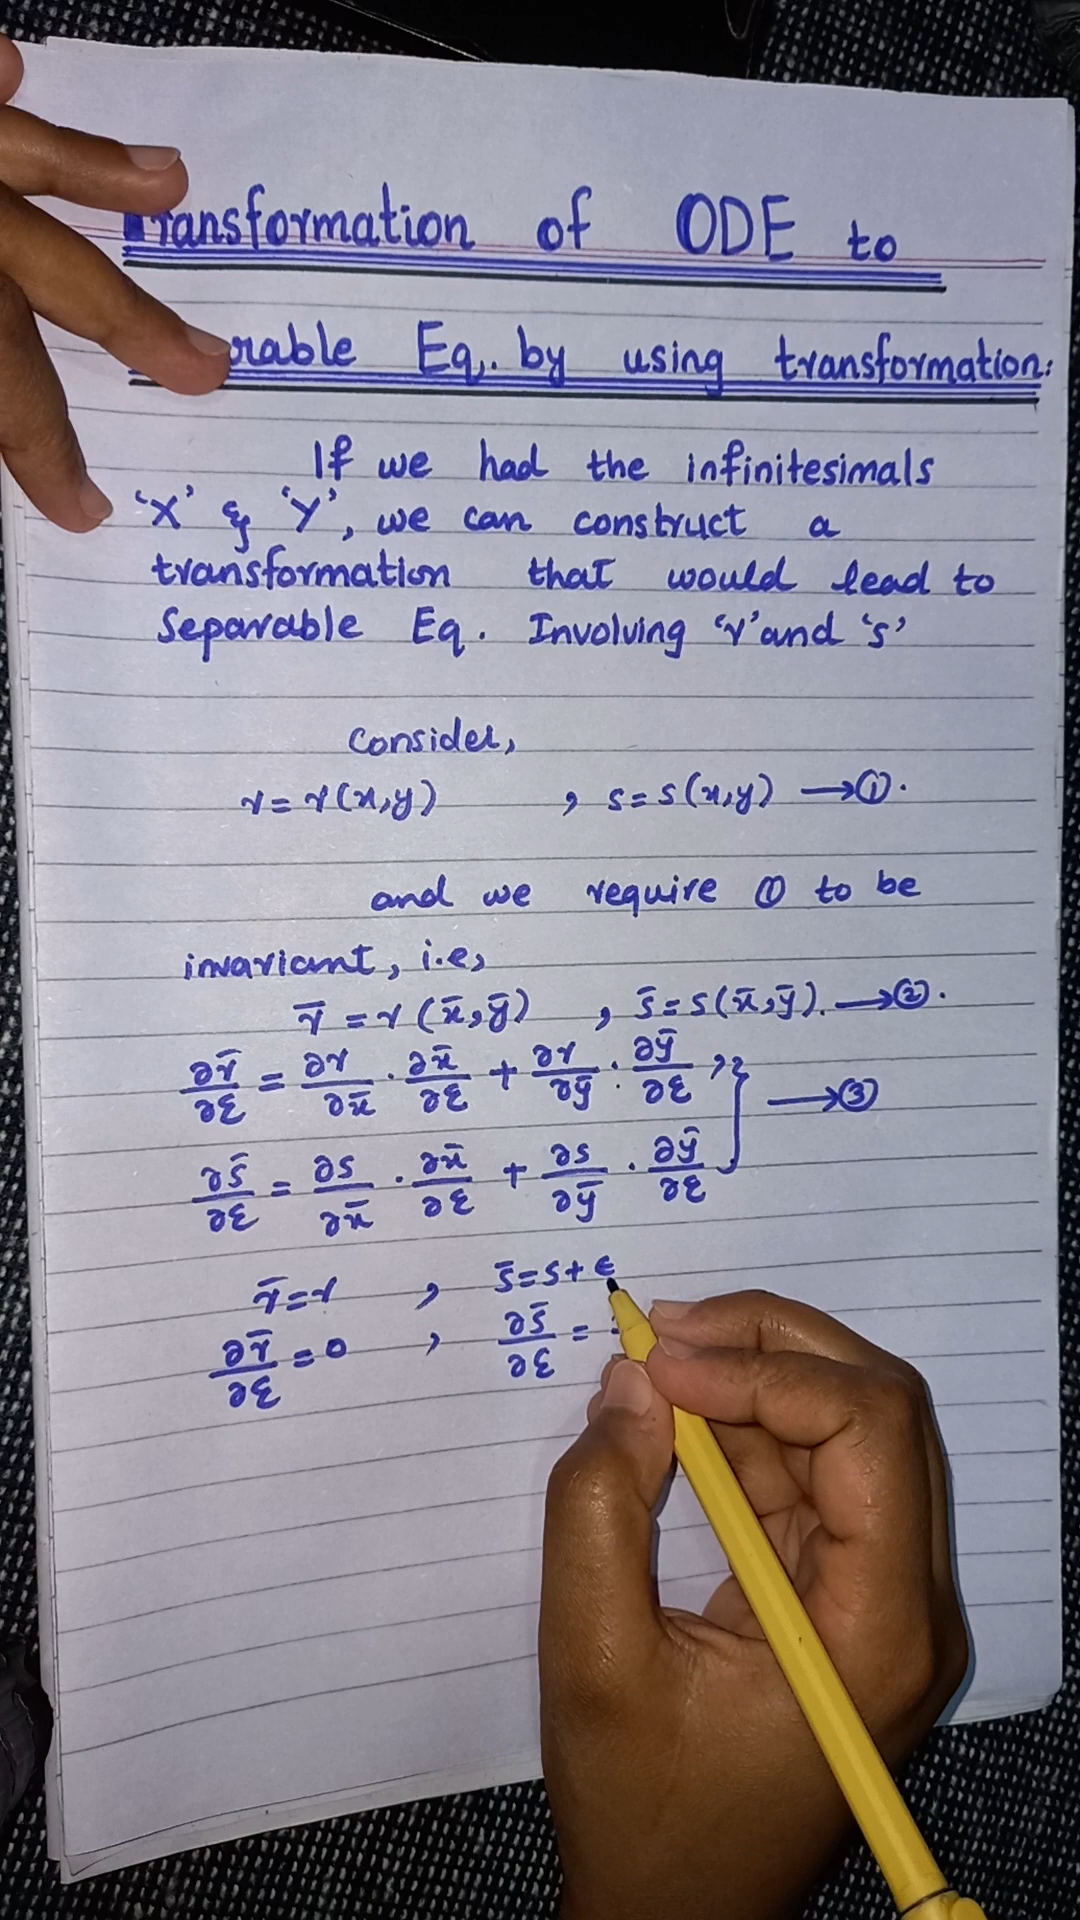 Transformation of ODE to
rable Eq. by using transformation:
If we had the infinitesimals
'X' & 'Y', we can construct a
transformation that would lead to
Separable Eq. Involving 'r' and 's'
Consider,
r = r(x,y) , s = s(x,y) → ①.
and we require ① to be
invariant, i.e,
r̄ = r(x̄,ȳ) , s̄ = s(x̄,ȳ). → ②.
∂r̄/∂ε = ∂r/∂x̄ . ∂x̄/∂ε + ∂r/∂ȳ . ∂ȳ/∂ε , } → ③
∂s̄/∂ε = ∂s/∂x̄ . ∂x̄/∂ε + ∂s/∂ȳ . ∂ȳ/∂ε
r̄ = r , s̄ = s + ε
∂r̄/∂ε = 0 , ∂s̄/∂ε =